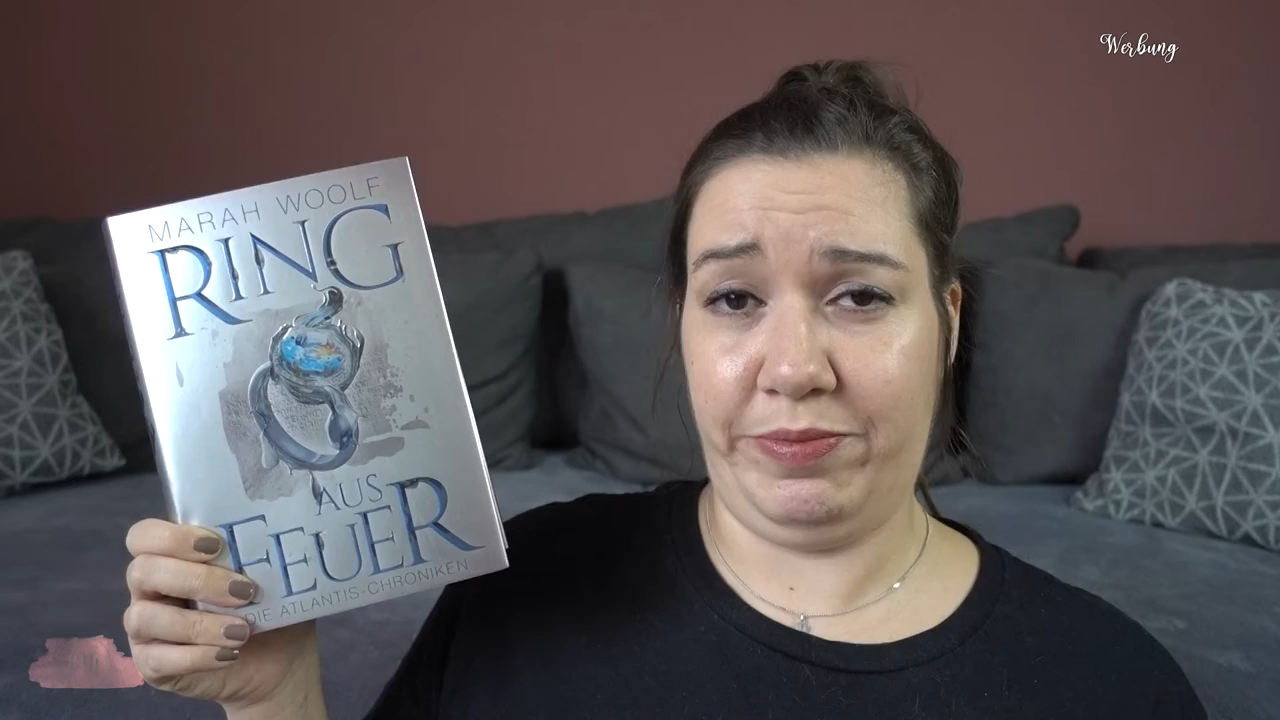 Werbung
MARAH WOOLF
RING
AUS
FEUER
DIE ATLANTIS-CHRONIKEN